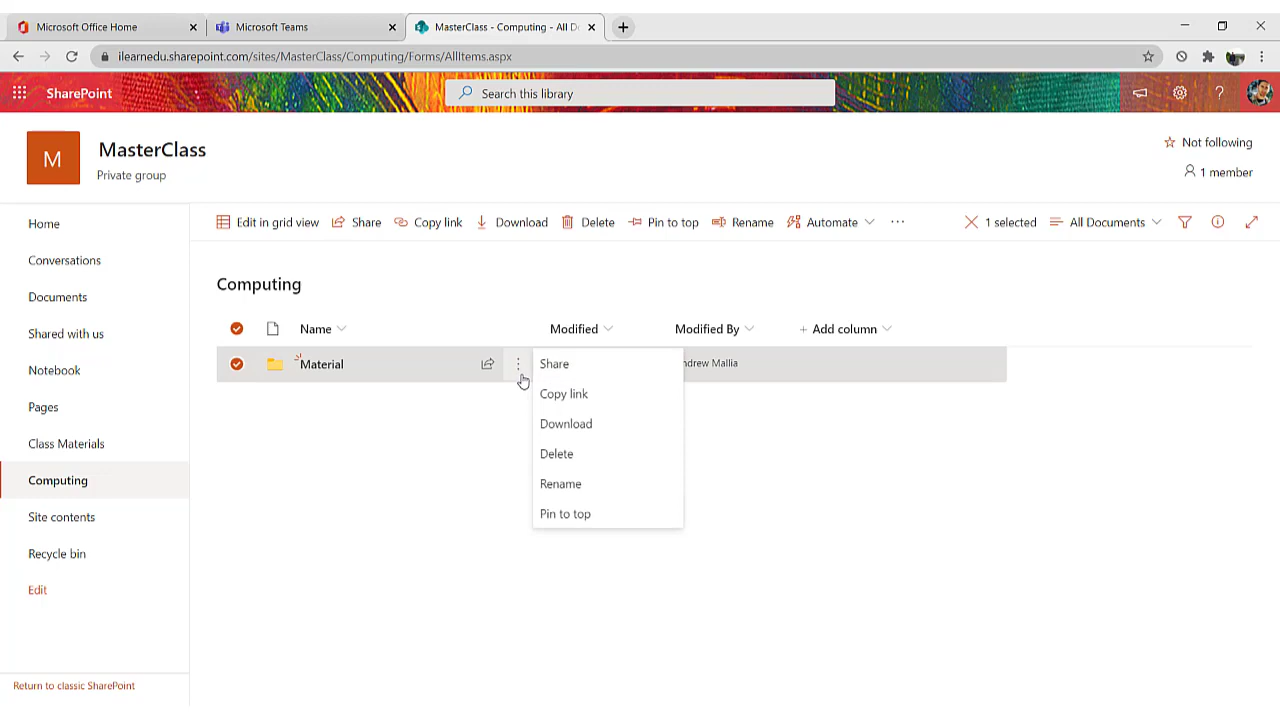 Microsoft Office Home
Microsoft Teams
MasterClass - Computing - All D
ilearnedu.sharepoint.com/sites/MasterClass/Computing/Forms/AllItems.aspx
SharePoint
Search this library
?
M
MasterClass
Private group
Not following
1 member
Home
Conversations
Documents
Shared with us
Notebook
Pages
Class Materials
Computing
Site contents
Recycle bin
Edit
Return to classic SharePoint
Edit in grid view Share Copy link Download Delete Pin to top Rename Automate ··· 1 selected All Documents
Computing
Name Modified Modified By + Add column
Material ndrew Mallia
Share
Copy link
Download
Delete
Rename
Pin to top